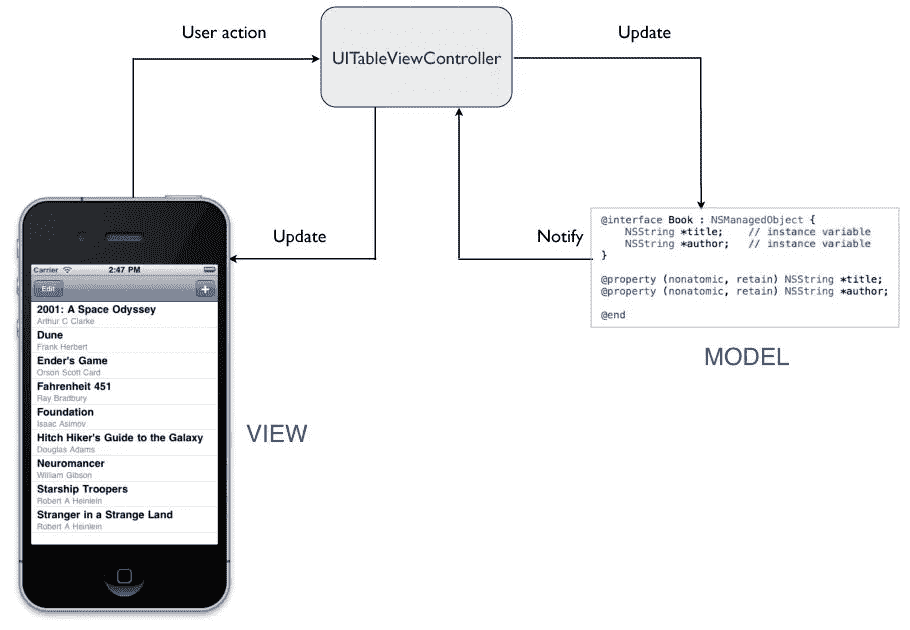 User action
UITableViewController
Update
Update
Notify
@interface Book : NSManagedObject {
NSString *title;    // instance variable
NSString *author;   // instance variable
}
@property (nonatomic, retain) NSString *title;
@property (nonatomic, retain) NSString *author;
@end
MODEL
Carrier 2:47 PM
Edit +
2001: A Space Odyssey
Arthur C Clarke
Dune
Frank Herbert
Ender's Game
Orson Scott Card
Fahrenheit 451
Ray Bradbury
Foundation
Isaac Asimov
Hitch Hiker's Guide to the Galaxy
Douglas Adams
Neuromancer
William Gibson
Starship Troopers
Robert A Heinlein
Stranger in a Strange Land
Robert A Heinlein
VIEW